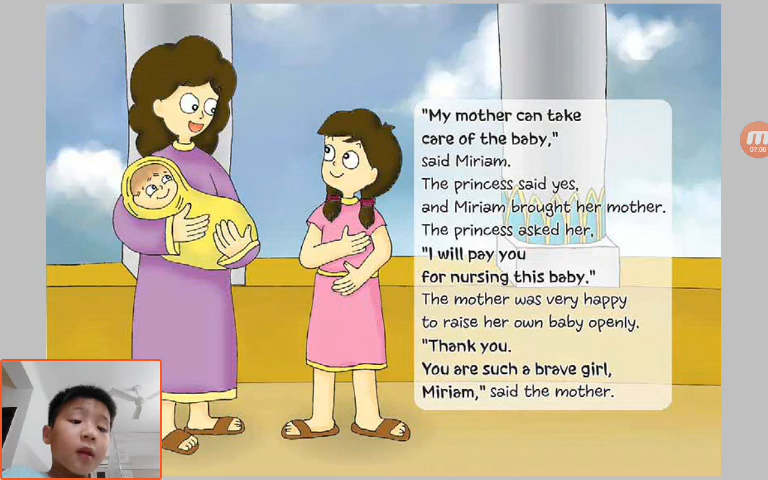 "My mother can take
care of the baby,"
said Miriam.
The princess said yes,
and Miriam brought her mother.
The princess asked her,
"I will pay you
for nursing this baby."
The mother was very happy
to raise her own baby openly.
"Thank you.
You are such a brave girl,
Miriam," said the mother.
07:00